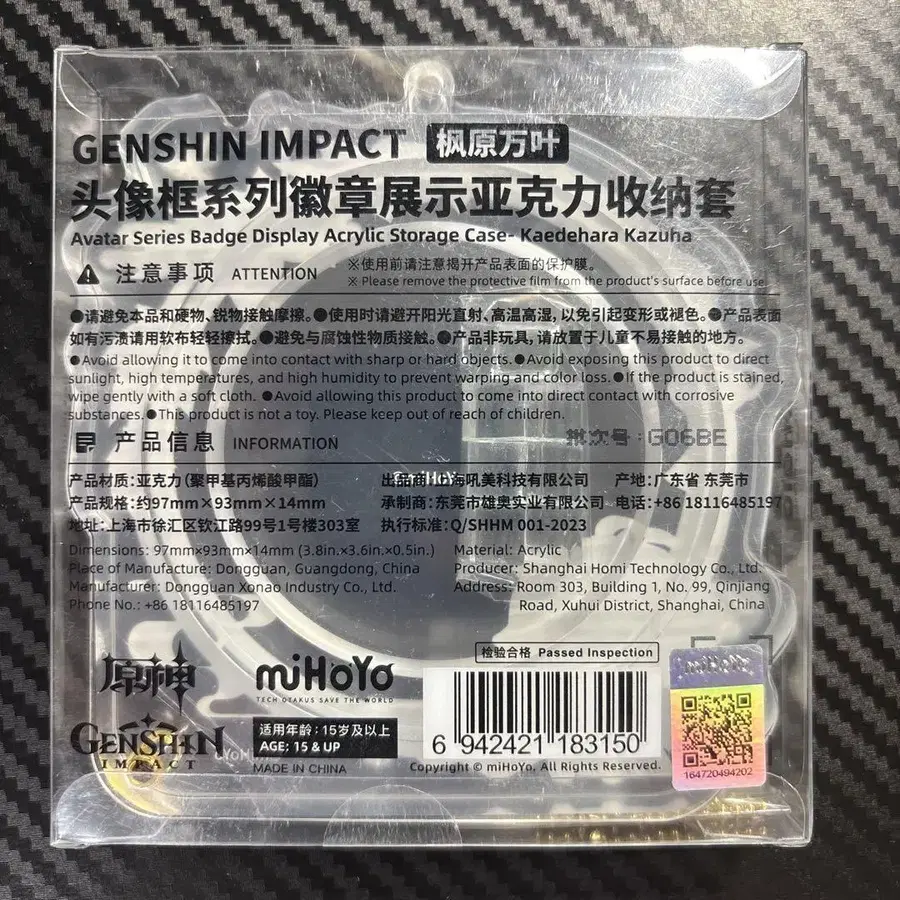 GENSHIN IMPACT 枫原万叶
头像框系列徽章展示亚克力收纳套
Avatar Series Badge Display Acrylic Storage Case- Kaedehara Kazuha
注意事项 ATTENTION
※使用前请注意揭开产品表面的保护膜。
※ Please remove the protective film from the product's surface before use
●请避免本品和硬物、锐物接触摩擦。●使用时请避开阳光直射、高温高湿，以免引起变形或褪色。●产品表面
如有污渍请用软布轻轻擦拭。●避免与腐蚀性物质接触。●产品非玩具，请放置于儿童不易接触的地方。
●Avoid allowing it to come into contact with sharp or hard objects.●Avoid exposing this product to direct
sunlight, high temperatures, and high humidity to prevent warping and color loss.●If the product is stained,
wipe gently with a soft cloth. ●Avoid allowing this product to come into direct contact with corrosive
substances.●This product is not a toy. Please keep out of reach of children.
产品信息 INFORMATION
批次号：G06BE
产品材质：亚克力（聚甲基丙烯酸甲酯） 出品商：上海吼美科技有限公司 产地：广东省 东莞市
产品规格：约97mm×93mm×14mm 承制商：东莞市雄奥实业有限公司 电话：+86 18116485197
地址：上海市徐汇区钦江路99号1号楼303室 执行标准：Q/SHHM 001-2023
Dimensions: 97mm×93mm×14mm (3.8in.×3.6in.×0.5in.) Material: Acrylic
Place of Manufacture: Dongguan, Guangdong, China Producer: Shanghai Homi Technology Co., Ltd.
Manufacturer: Dongguan Xonao Industry Co., Ltd. Address: Room 303, Building 1, No. 99, Qinjiang
Phone No.: +86 18116485197 Road, Xuhui District, Shanghai, China
原神
GENSHIN
IMPACT
miHoYo
TECH OTAKUS SAVE THE WORLD
适用年龄：15岁及以上
AGE: 15 & UP
MADE IN CHINA
检验合格 Passed Inspection
6 942421 183150
Copyright © miHoYo. All Rights Reserved.
miHoYo
164720494202